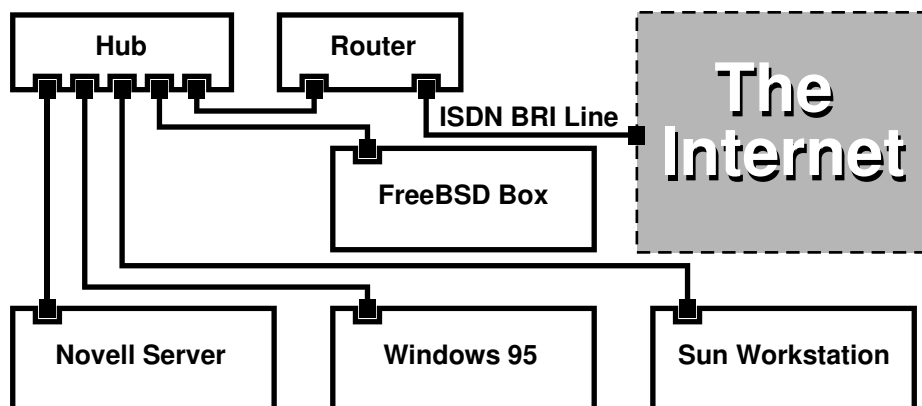 Hub
Router
The
Internet
ISDN BRI Line
FreeBSD Box
Novell Server
Windows 95
Sun Workstation